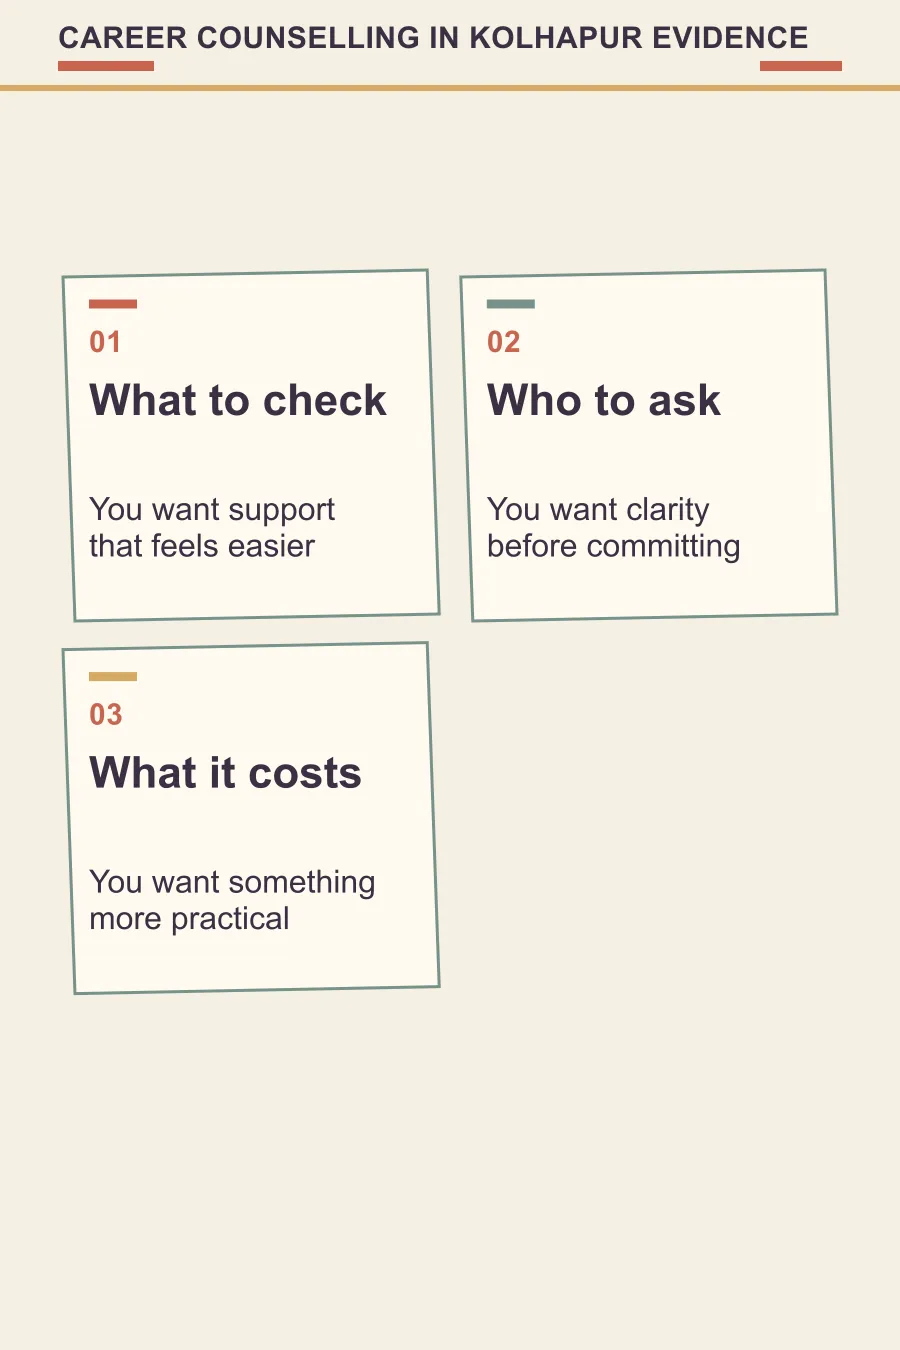 CAREER COUNSELLING IN KOLHAPUR EVIDENCE
01
What to check
You want support
that feels easier
02
Who to ask
You want clarity
before committing
03
What it costs
You want something
more practical